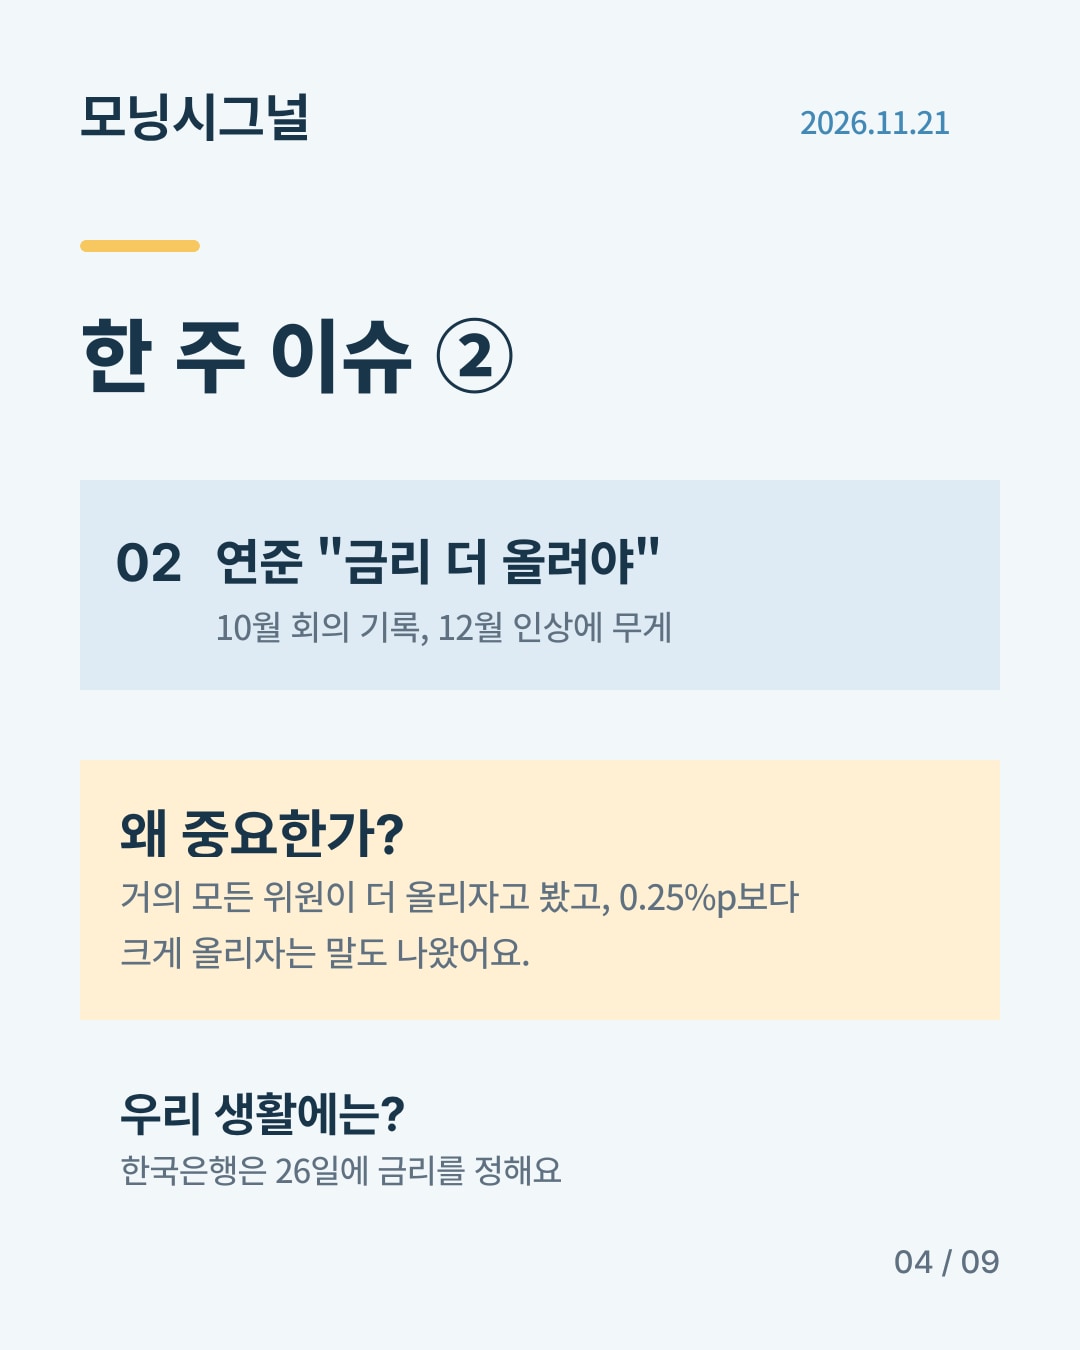 모닝시그널
2026.11.21
한 주 이슈 ②
02 연준 "금리 더 올려야"
10월 회의 기록, 12월 인상에 무게
왜 중요한가?
거의 모든 위원이 더 올리자고 봤고, 0.25%p보다
크게 올리자는 말도 나왔어요.
우리 생활에는?
한국은행은 26일에 금리를 정해요
04 / 09